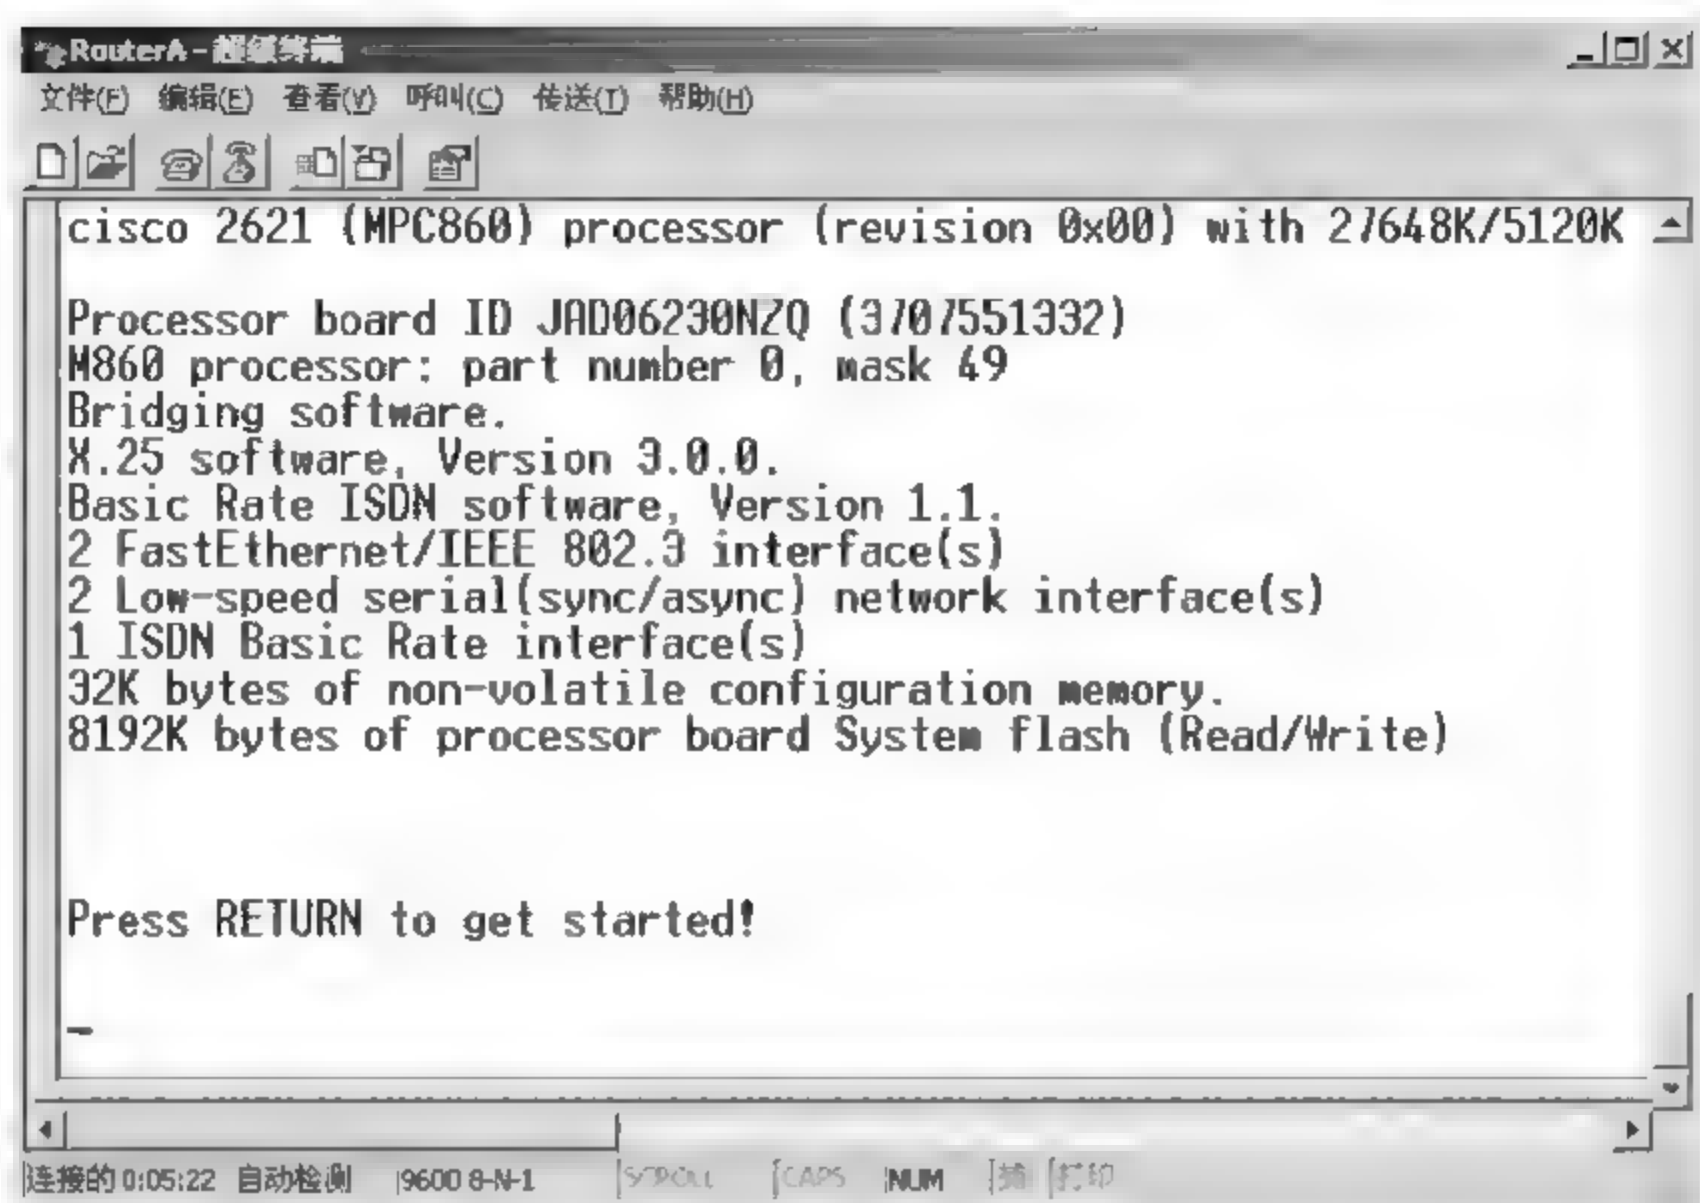 RouterA - 超级终端
文件(F) 编辑(E) 查看(V) 呼叫(C) 传送(T) 帮助(H)
cisco 2621 (MPC860) processor (revision 0x00) with 27648K/5120K
Processor board ID JAD06230NZQ (3707551332)
M860 processor: part number 0, mask 49
Bridging software.
X.25 software, Version 3.0.0.
Basic Rate ISDN software, Version 1.1.
2 FastEthernet/IEEE 802.3 interface(s)
2 Low-speed serial(sync/async) network interface(s)
1 ISDN Basic Rate interface(s)
32K bytes of non-volatile configuration memory.
8192K bytes of processor board System flash (Read/Write)
Press RETURN to get started!
连接的 0:05:22 自动检测 9600 8-N-1 SCROLL CAPS NUM 捕 打印